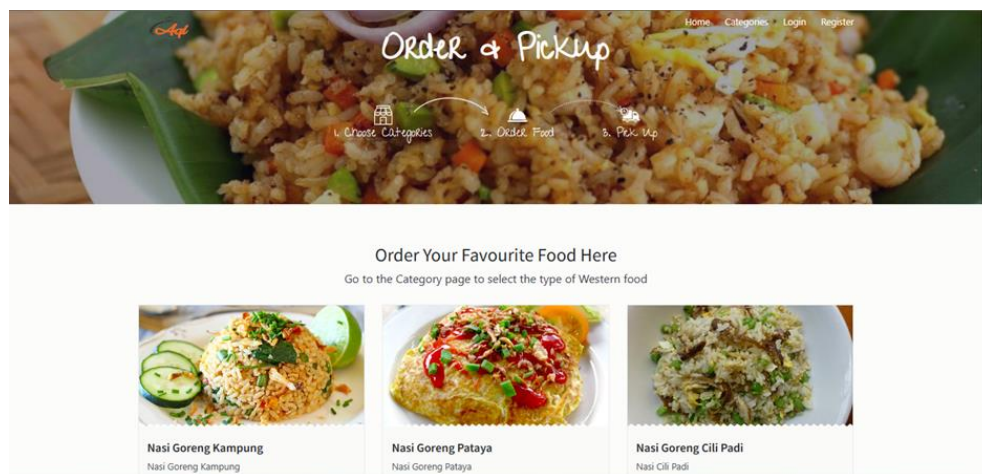 Aqi
Home Categories Login Register
Order & Pickup
1. Choose Categories 2. Order Food 3. Pick Up
Order Your Favourite Food Here
Go to the Category page to select the type of Western food
Nasi Goreng Kampung Nasi Goreng Pataya Nasi Goreng Cili Padi
Nasi Goreng Kampung Nasi Goreng Pataya Nasi Cili Padi